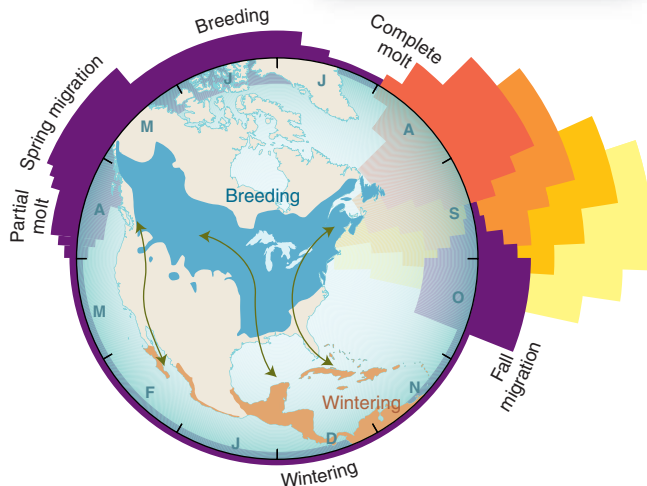 Breeding
Complete
molt
Spring migration
Partial
molt
J
J
M
A
A
S
M
O
F
N
J
D
Breeding
Wintering
Fall
migration
Wintering